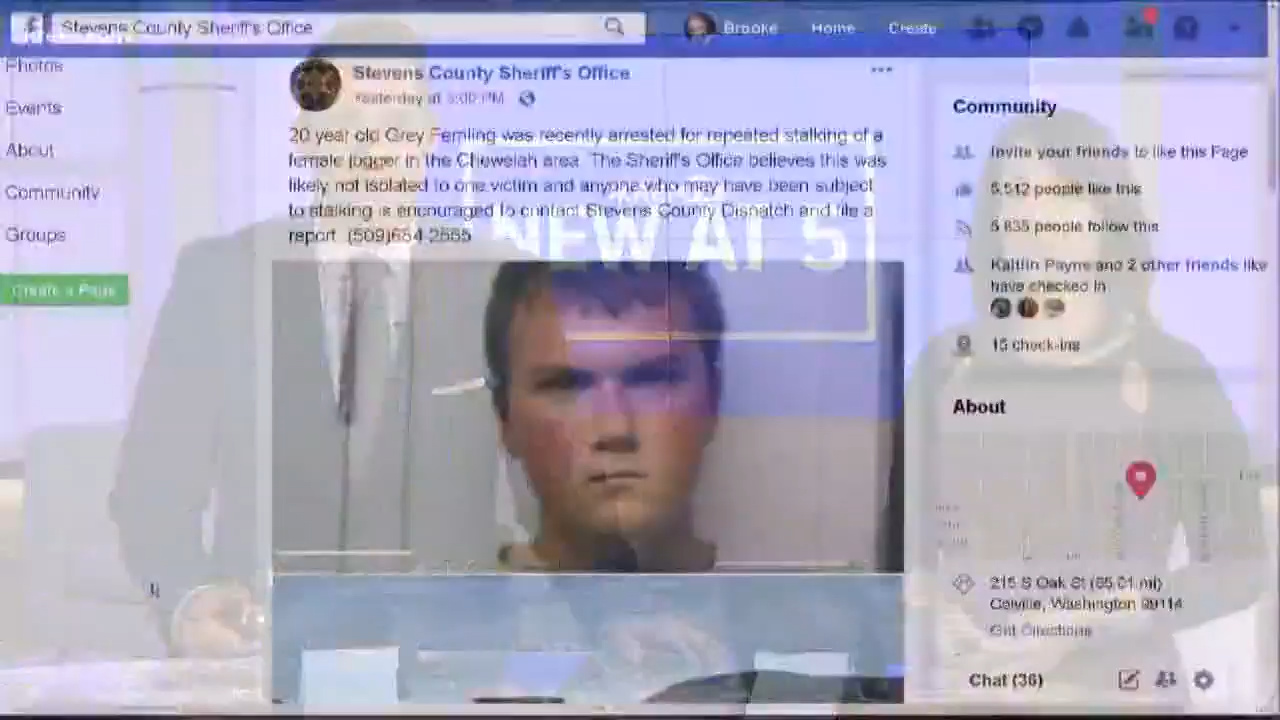 Stevens County Sheriff's Office
Brooke
Home
Create
Photos
Events
About
Community
Groups
Create a Page
Stevens County Sheriff's Office
Yesterday at 5:00 PM
20 year old Grey Femling was recently arrested for repeated stalking of a
female jogger in the Chewelah area. The Sheriff's Office believes this was
likely not isolated to one victim and anyone who may have been subject
to stalking is encouraged to contact Stevens County Dispatch and file a
report.
NEW AT 5
Community
Invite your friends to like this Page
5,512 people like this
5,835 people follow this
Kaitlin Payne and 2 other friends like
have checked in
15 check-ins
About
215 S Oak St
Colville, Washington 99114
Get Directions
Chat (36)